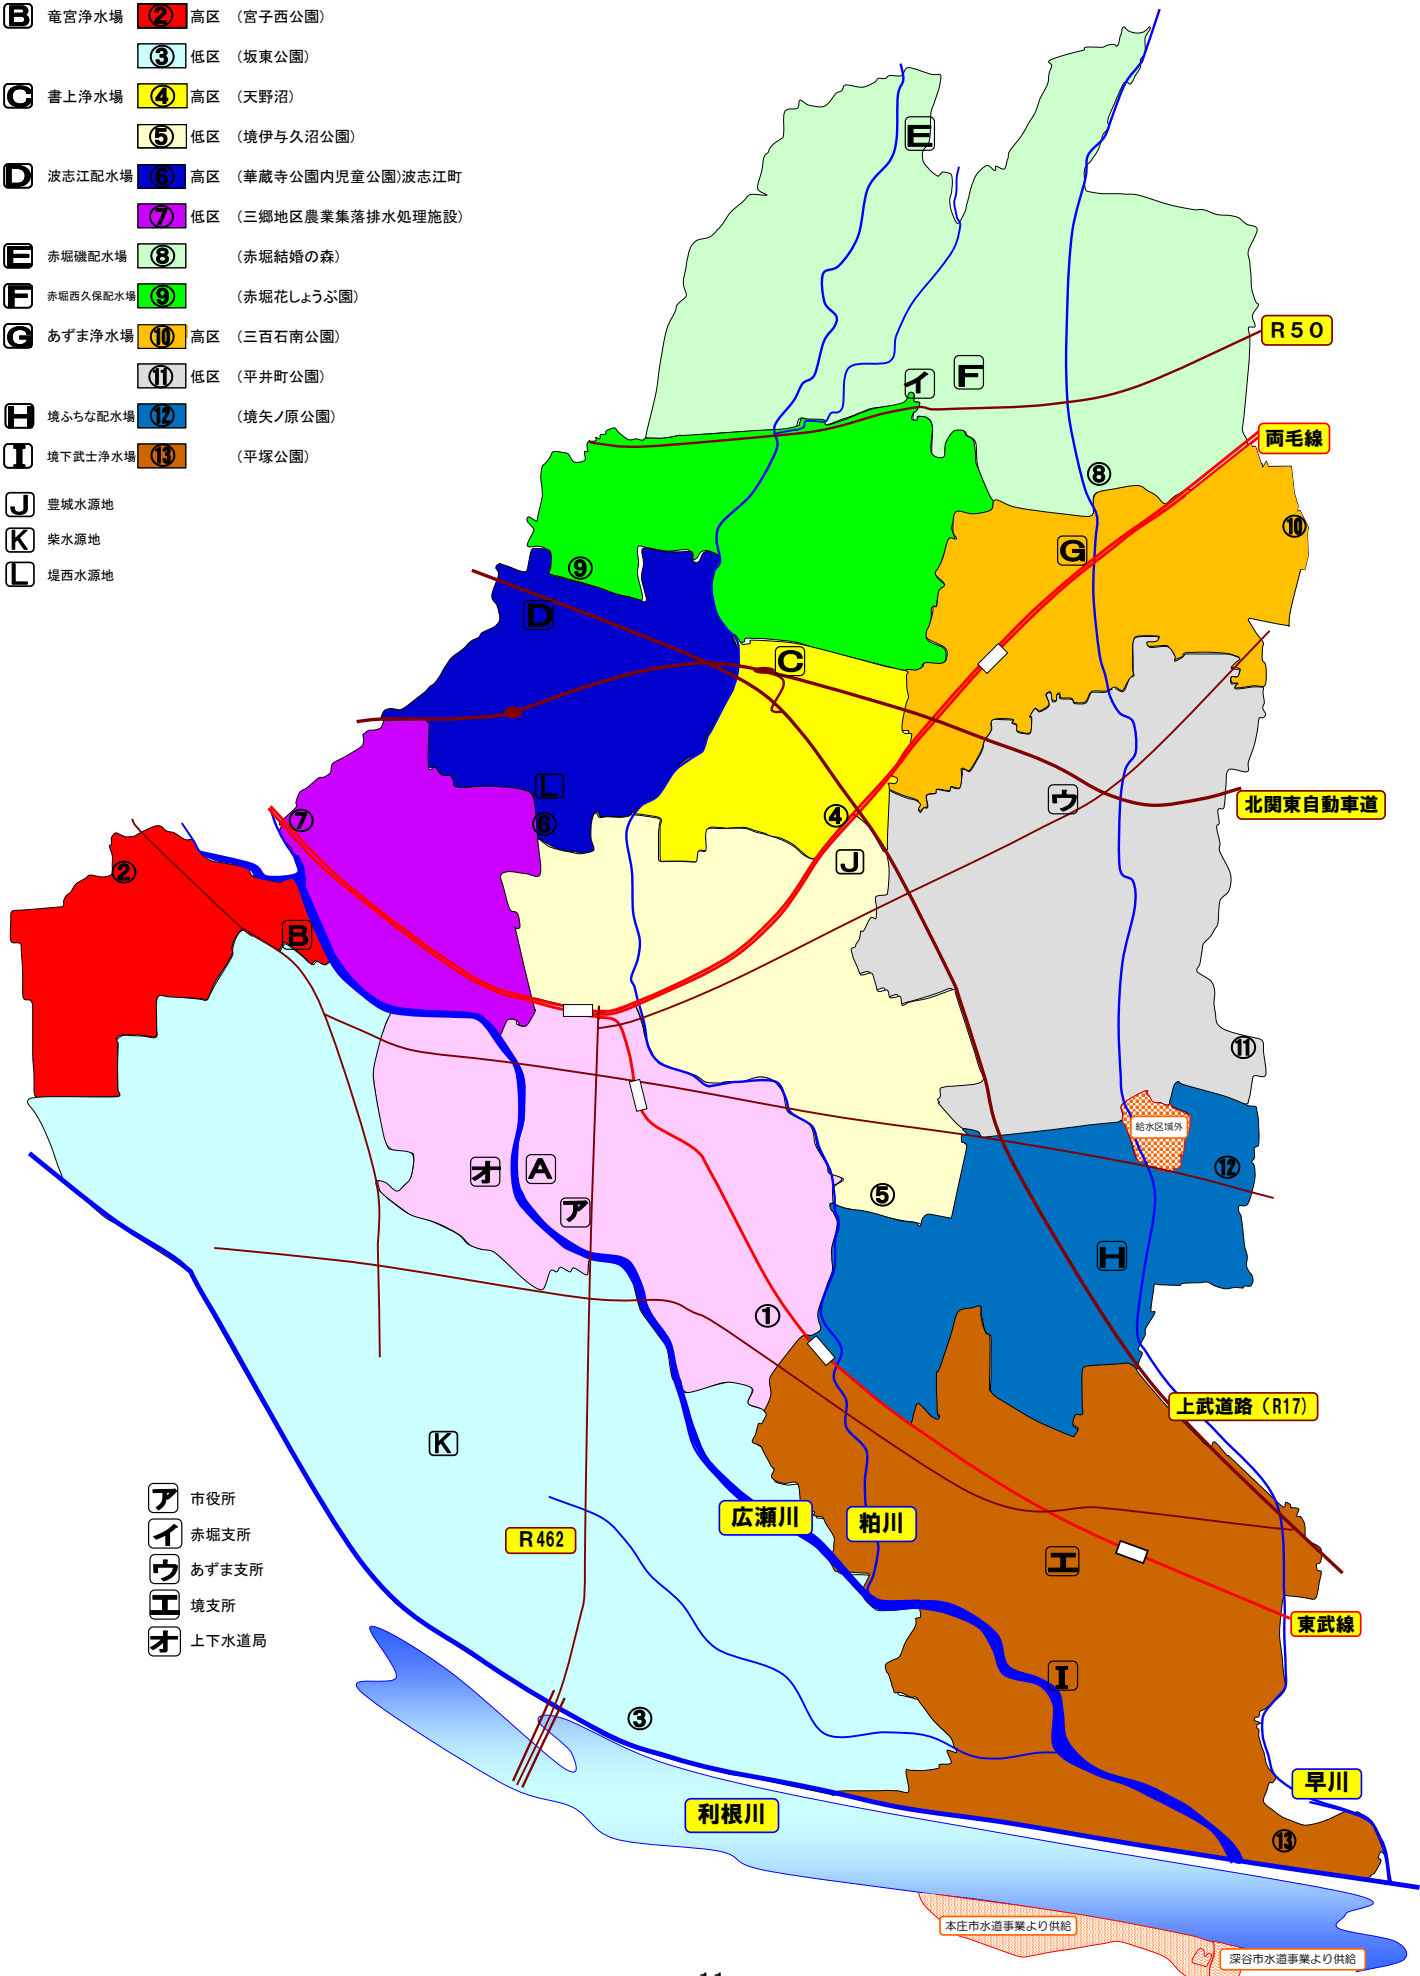 B 竜宮浄水場 ② 高区 (宮子西公園)
③ 低区 (坂東公園)
C 書上浄水場 ④ 高区 (天野沼)
⑤ 低区 (境伊与久沼公園)
D 波志江配水場 ⑥ 高区 (華蔵寺公園内児童公園)波志江町
⑦ 低区 (三郷地区農業集落排水処理施設)
E 赤堀磯配水場 ⑧ (赤堀結婚の森)
F 赤堀西久保配水場 ⑨ (赤堀花しょうぶ園)
G あずま浄水場 ⑩ 高区 (三百石南公園)
⑪ 低区 (平井町公園)
H 境ふちな配水場 ⑫ (境矢ノ原公園)
I 境下武士浄水場 ⑬ (平塚公園)
J 豊城水源地
K 柴水源地
L 堤西水源地
E
R50
イ
F
両毛線
⑧
⑩
G
⑨
D
C
L
ウ
北関東自動車道
⑦
⑥
④
J
②
B
⑪
給水区域外
オ
A
⑫
ア
⑤
H
①
上武道路（R17）
K
ア 市役所
イ 赤堀支所
ウ あずま支所
エ 境支所
オ 上下水道局
R462
広瀬川
粕川
エ
東武線
I
③
早川
利根川
⑬
本庄市水道事業より供給
深谷市水道事業より供給